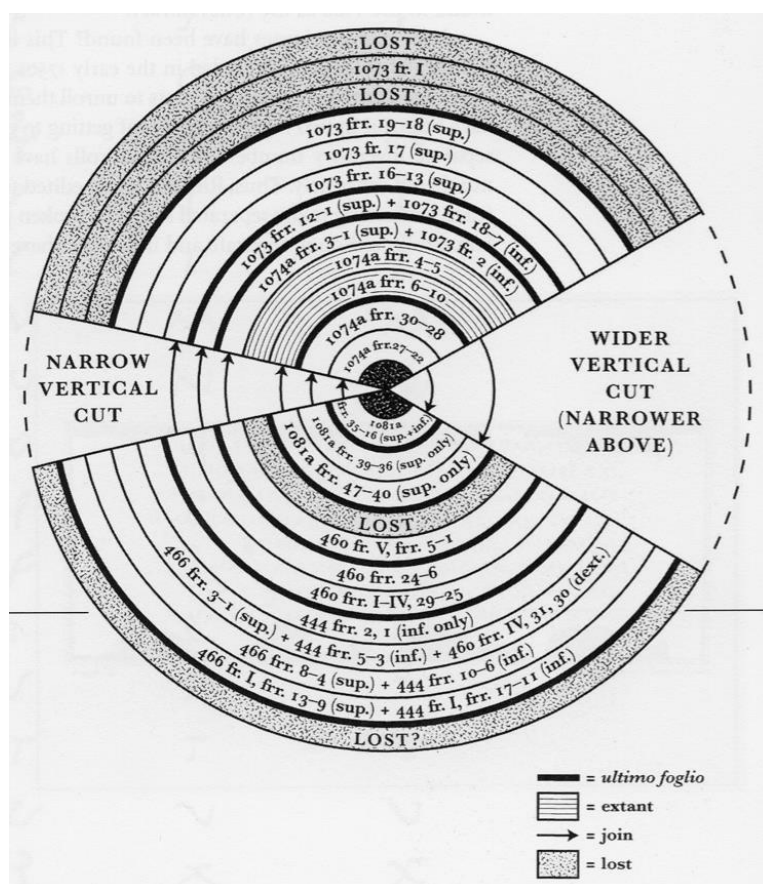 LOST
1073 fr. I
LOST
1073 frr. 19–18 (sup.)
1073 fr. 17 (sup.)
1073 frr. 16–13 (sup.)
1073 frr. 12–1 (sup.) + 1073 frr. 18–7 (inf.)
1074a frr. 3–1 (sup.) + 1073 fr. 2 (inf.)
1074a frr. 4–5
1074a frr. 6–10
1074a frr. 30–28
1074a frr. 27–22
NARROW
VERTICAL
CUT
WIDER
VERTICAL
CUT
(NARROWER
ABOVE)
1081a
frr. 35–16 (sup.+inf.)
1081a frr. 39–36 (sup. only)
1081a frr. 47–40 (sup. only)
LOST
460 fr. V, frr. 5–1
460 frr. 24–6
460 frr. I–IV, 29–25
444 frr. 2, 1 (inf. only)
466 frr. 3–1 (sup.) + 444 frr. 5–3 (inf.) + 460 frr. IV, 31, 30 (dext.)
466 frr. 8–4 (sup.) + 444 frr. 10–6 (inf.)
466 fr. I, frr. 13–9 (sup.) + 444 fr. I, frr. 17–11 (inf.)
LOST?
= ultimo foglio
= extant
= join
= lost